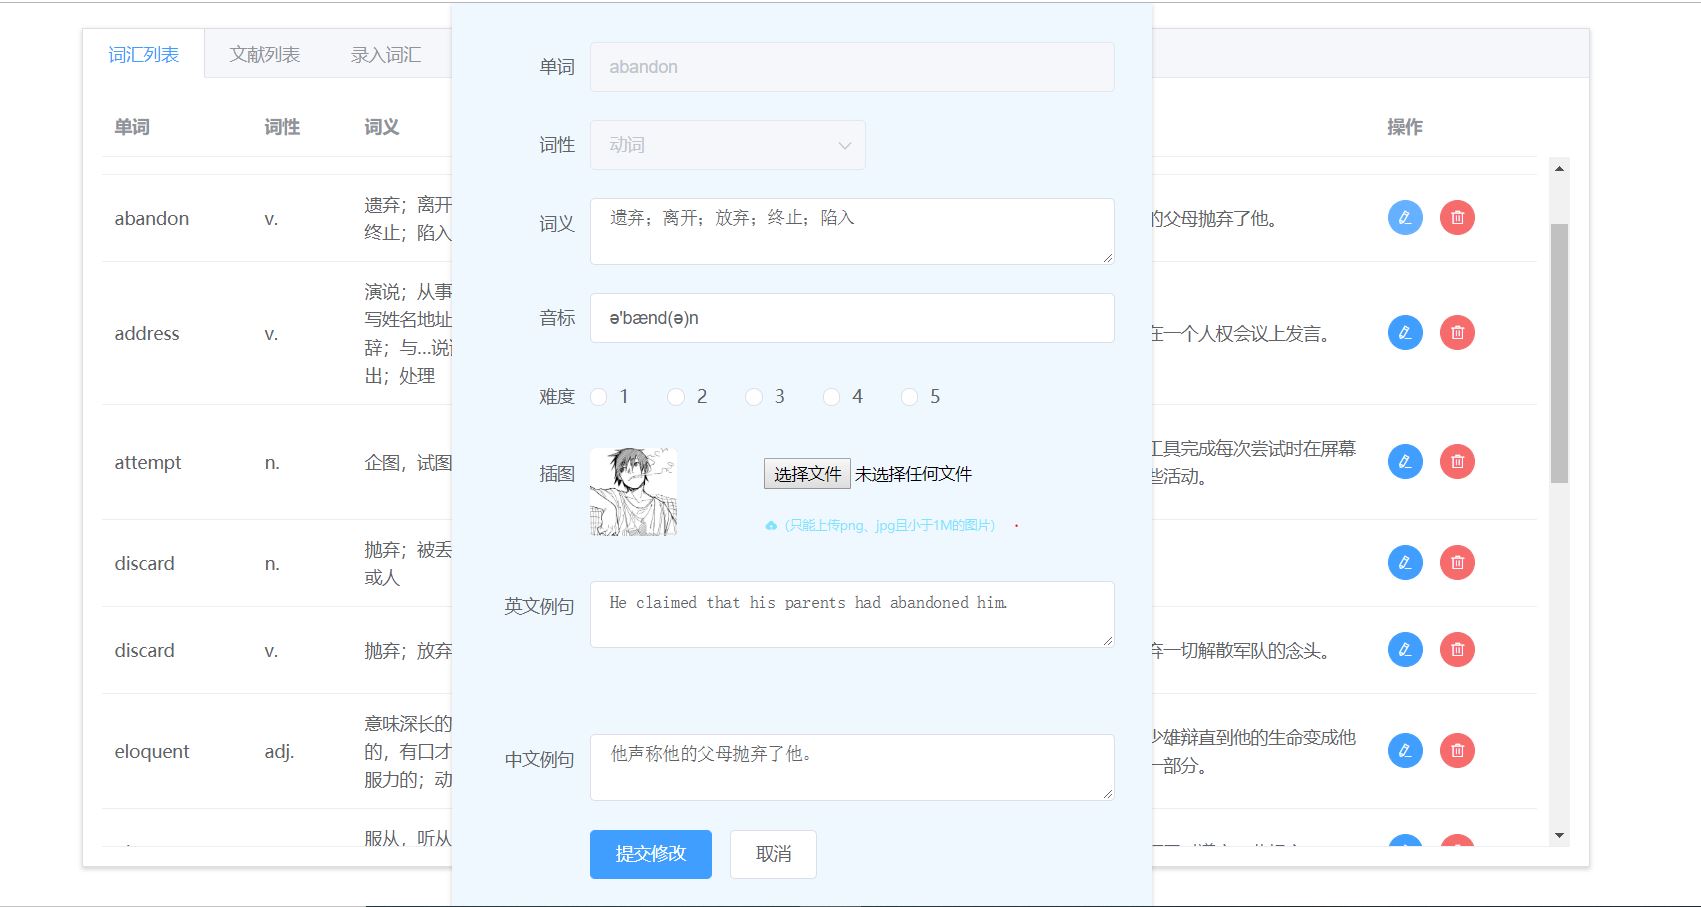 词汇列表
文献列表
录入词汇
单词
词性
词义
操作
abandon
v.
遗弃；离开
终止；陷入
的父母抛弃了他。
address
v.
演说；从事
写姓名地址
辞；与...说
出；处理
在一个人权会议上发言。
attempt
n.
企图，试图
工具完成每次尝试时在屏幕
些活动。
discard
n.
抛弃；被丢
或人
discard
v.
抛弃；放弃
弃一切解散军队的念头。
eloquent
adj.
意味深长的
的，有口才
服力的；动
少雄辩直到他的生命变成他
一部分。
服从，听从
单词
abandon
词性
动词
词义
遗弃；离开；放弃；终止；陷入
音标
ə'bænd(ə)n
难度
1
2
3
4
5
插图
选择文件 未选择任何文件
(只能上传png、jpg且小于1M的图片)
英文例句
He claimed that his parents had abandoned him.
中文例句
他声称他的父母抛弃了他。
提交修改
取消